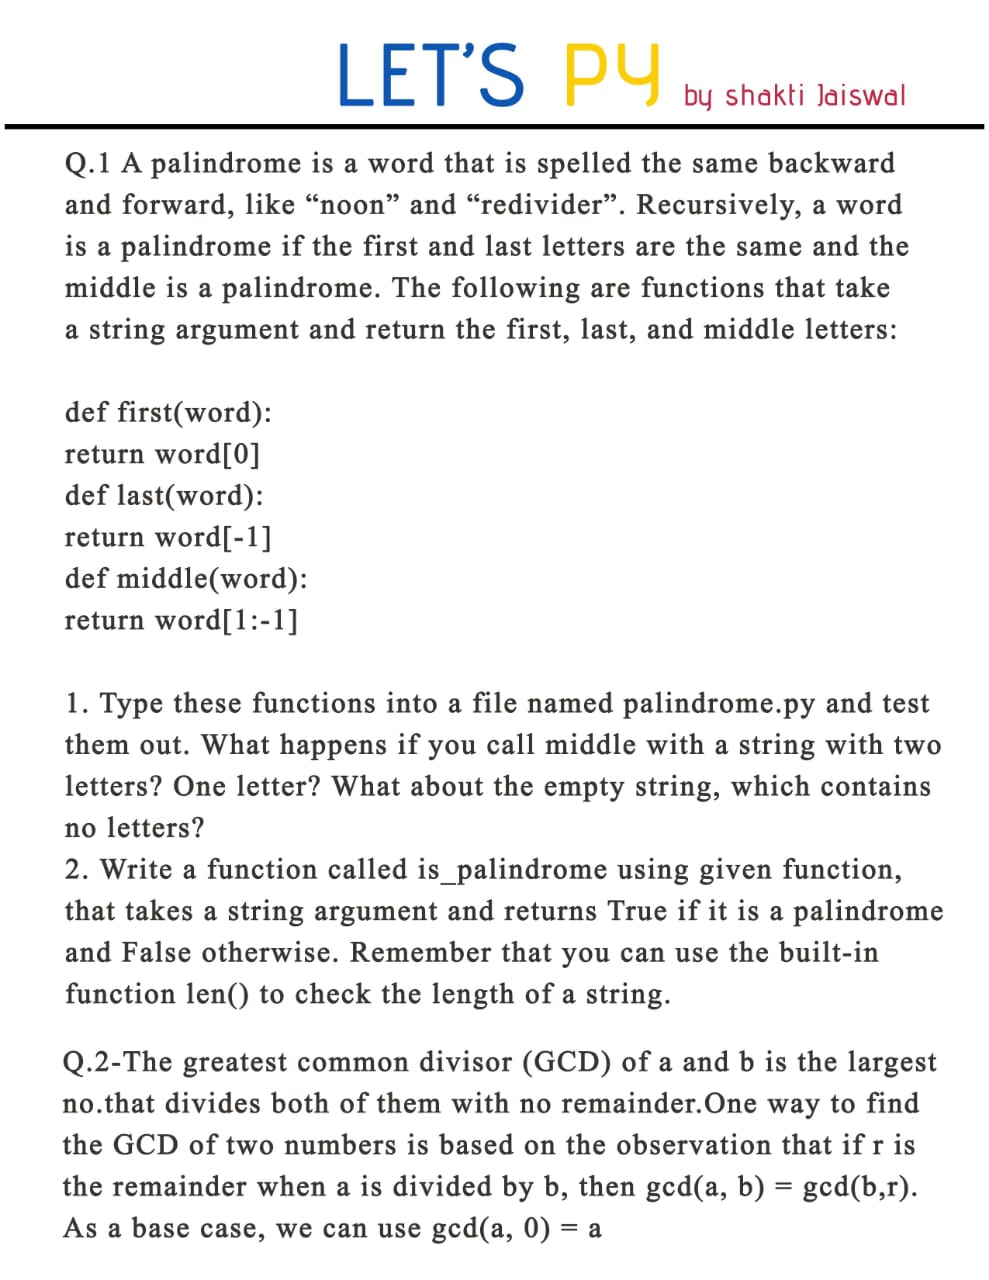 LET'S PY by shakti Jaiswal
Q.1 A palindrome is a word that is spelled the same backward
and forward, like “noon” and “redivider”. Recursively, a word
is a palindrome if the first and last letters are the same and the
middle is a palindrome. The following are functions that take
a string argument and return the first, last, and middle letters:
def first(word):
return word[0]
def last(word):
return word[-1]
def middle(word):
return word[1:-1]
1. Type these functions into a file named palindrome.py and test
them out. What happens if you call middle with a string with two
letters? One letter? What about the empty string, which contains
no letters?
2. Write a function called is_palindrome using given function,
that takes a string argument and returns True if it is a palindrome
and False otherwise. Remember that you can use the built-in
function len() to check the length of a string.
Q.2-The greatest common divisor (GCD) of a and b is the largest
no.that divides both of them with no remainder.One way to find
the GCD of two numbers is based on the observation that if r is
the remainder when a is divided by b, then gcd(a, b) = gcd(b,r).
As a base case, we can use gcd(a, 0) = a